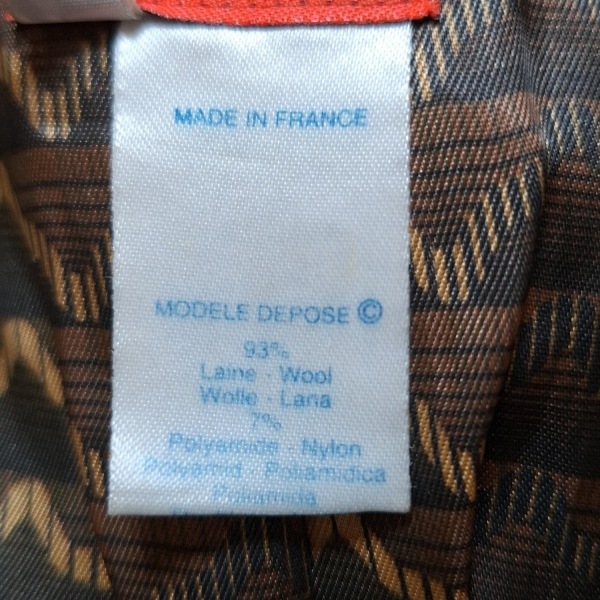 MADE IN FRANCE
MODELE DEPOSE ©
93%
Laine · Wool
Wolle · Lana
7%
Polyamide · Nylon
Polyamid · Poliamidica
Poliamida